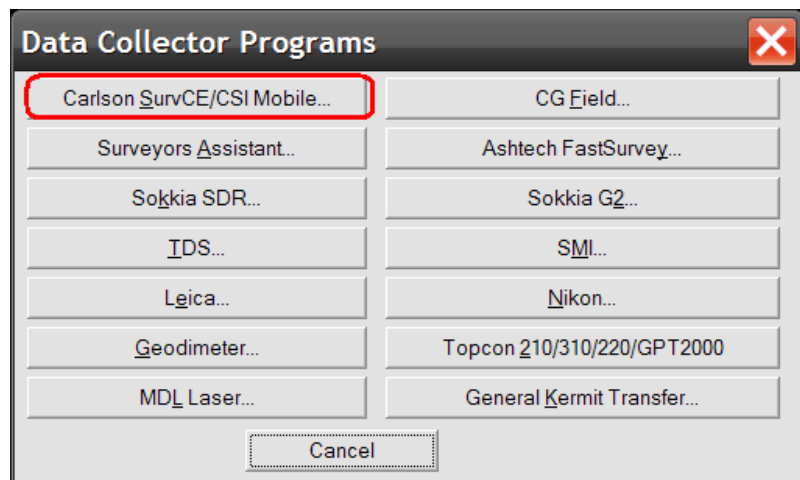 Data Collector Programs
Carlson SurvCE/CSI Mobile...
CG Field...
Surveyors Assistant...
Ashtech FastSurvey...
Sokkia SDR...
Sokkia G2...
TDS...
SMI...
Leica...
Nikon...
Geodimeter...
Topcon 210/310/220/GPT2000
MDL Laser...
General Kermit Transfer...
Cancel